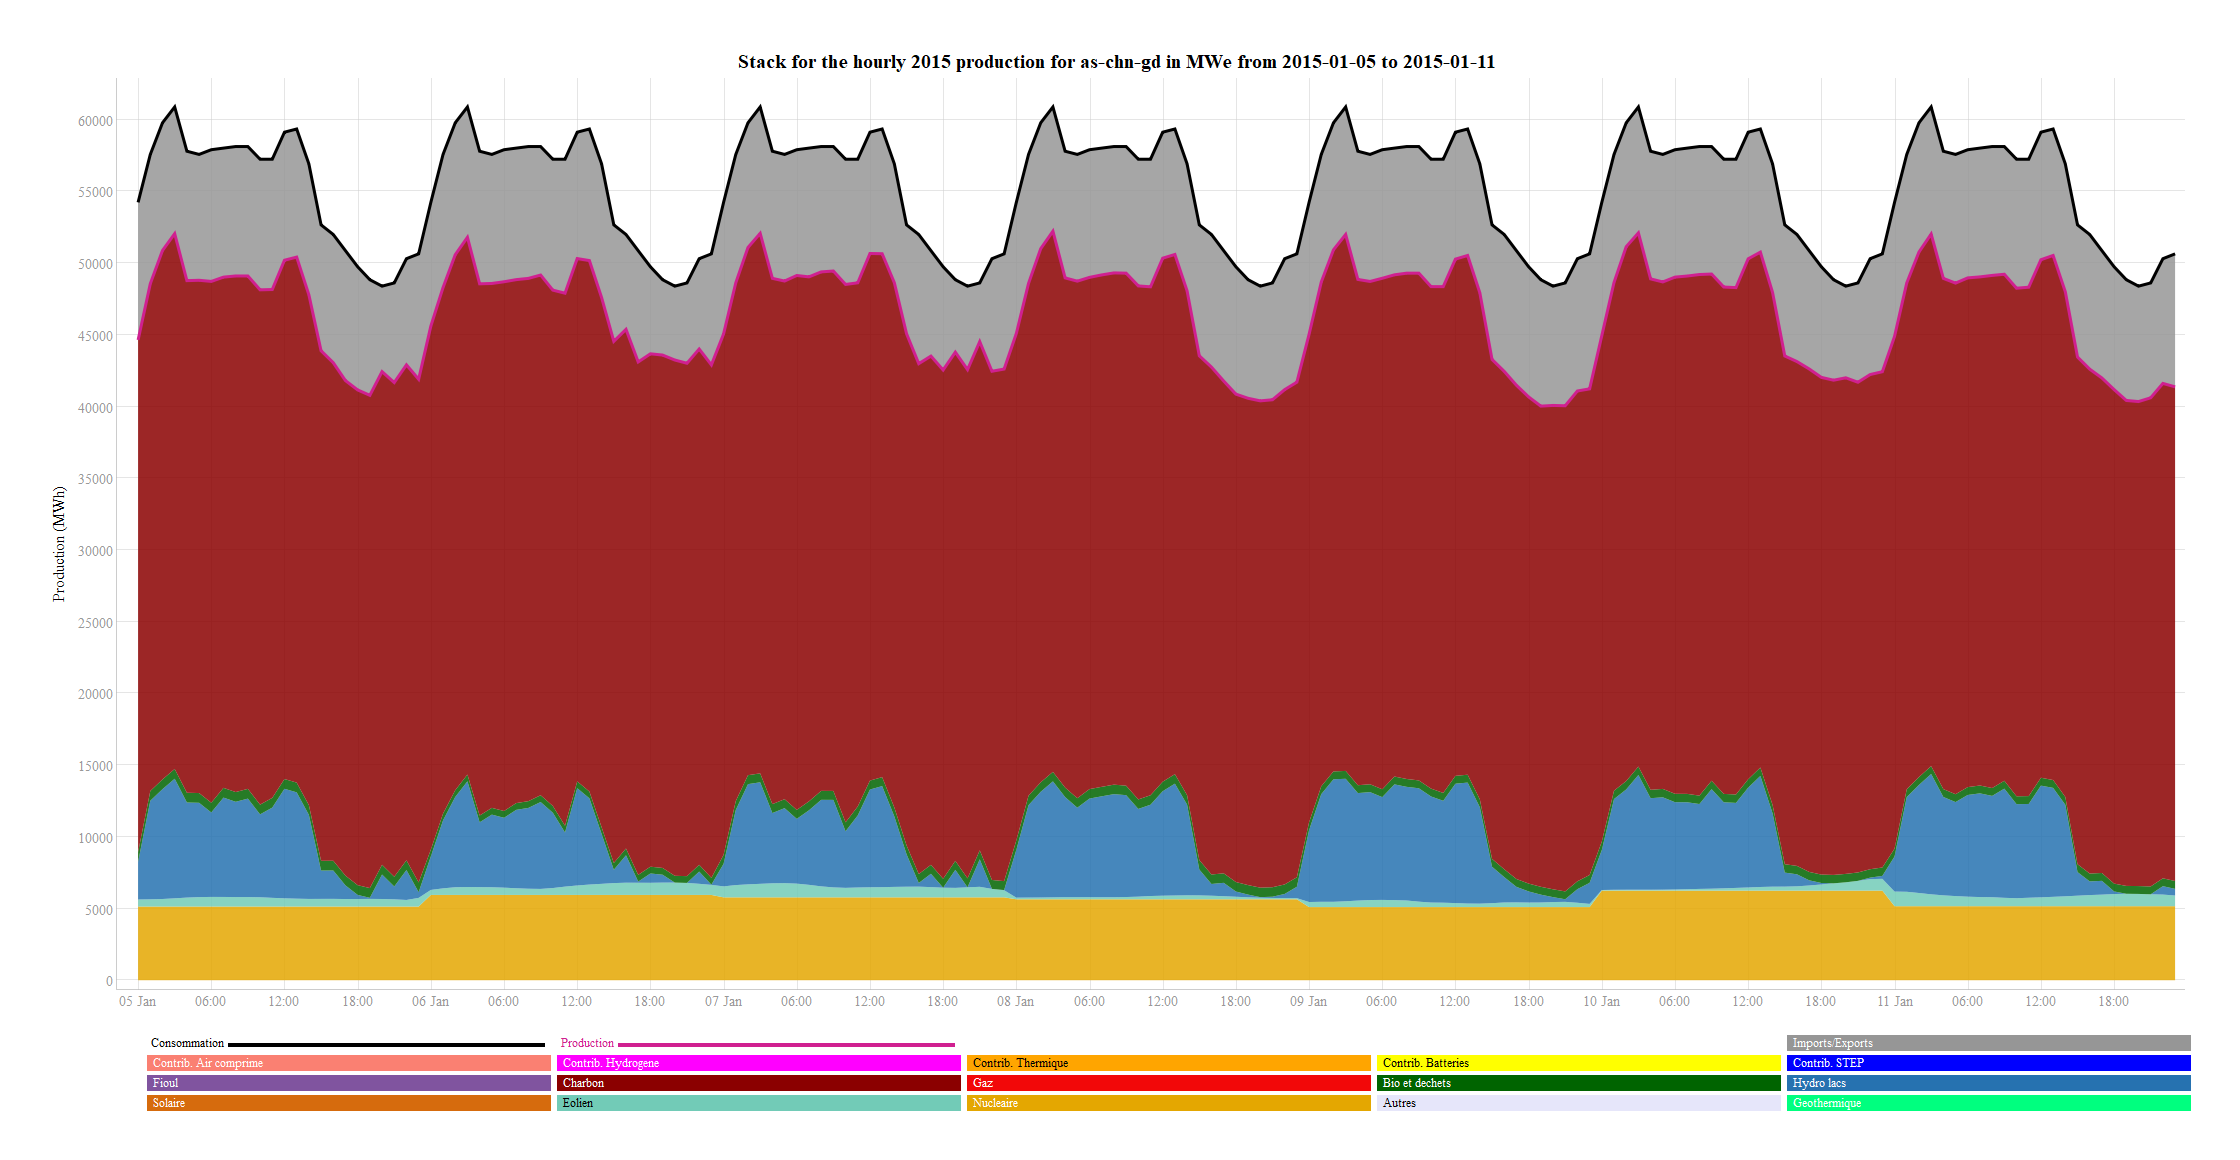 Stack for the hourly 2015 production for as-chn-gd in MWe from 2015-01-05 to 2015-01-11
60000
55000
50000
45000
40000
35000
30000
25000
20000
15000
10000
5000
0
Production (MWh)
05 Jan 06:00 12:00 18:00 06 Jan 06:00 12:00 18:00 07 Jan 06:00 12:00 18:00 08 Jan 06:00 12:00 18:00 09 Jan 06:00 12:00 18:00 10 Jan 06:00 12:00 18:00 11 Jan 06:00 12:00 18:00
Consommation Production Imports/Exports
Contrib. Air comprime Contrib. Hydrogene Contrib. Thermique Contrib. Batteries Contrib. STEP
Fioul Charbon Gaz Bio et dechets Hydro lacs
Solaire Eolien Nucleaire Autres Geothermique